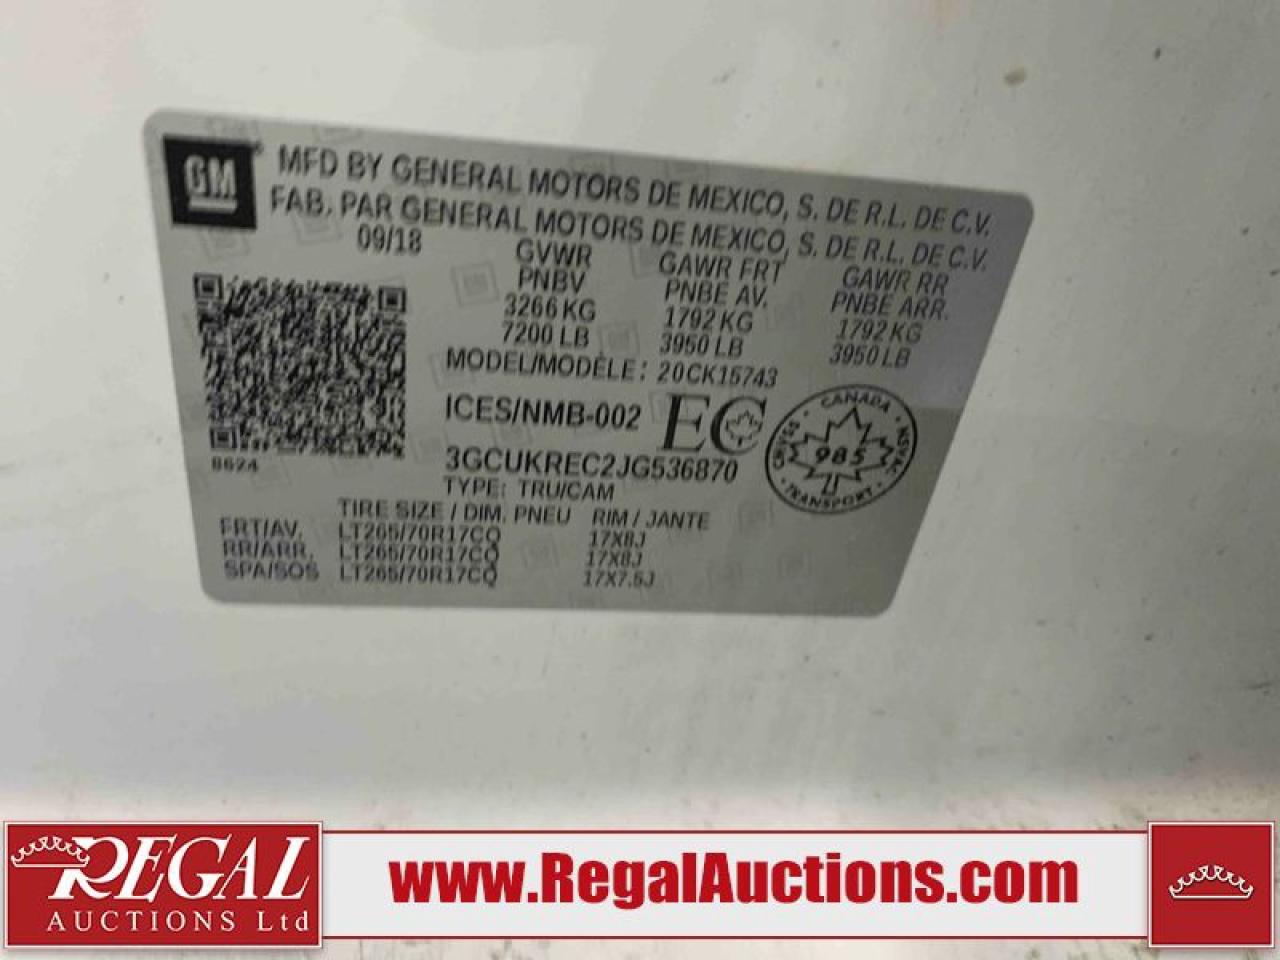 GM
MFD BY GENERAL MOTORS DE MEXICO, S. DE R.L. DE C.V.
FAB. PAR GENERAL MOTORS DE MEXICO, S. DE R.L. DE C.V.
09/18 GVWR GAWR FRT GAWR RR
PNBV PNBE AV. PNBE ARR.
3266 KG 1792 KG 1792 KG
7200 LB 3950 LB 3950 LB
MODEL/MODÈLE: 20CK15743
ICES/NMB-002 EC
CANADA
985
TRANSPORT
CMVSS
NSVAC
8624
3GCUKREC2JG536870
TYPE: TRU/CAM
TIRE SIZE / DIM. PNEU RIM / JANTE
FRT/AV. LT265/70R17CQ 17X8J
RR/ARR. LT265/70R17CQ 17X8J
SPA/SOS LT265/70R17CQ 17X7.5J
REGAL
AUCTIONS Ltd
www.RegalAuctions.com